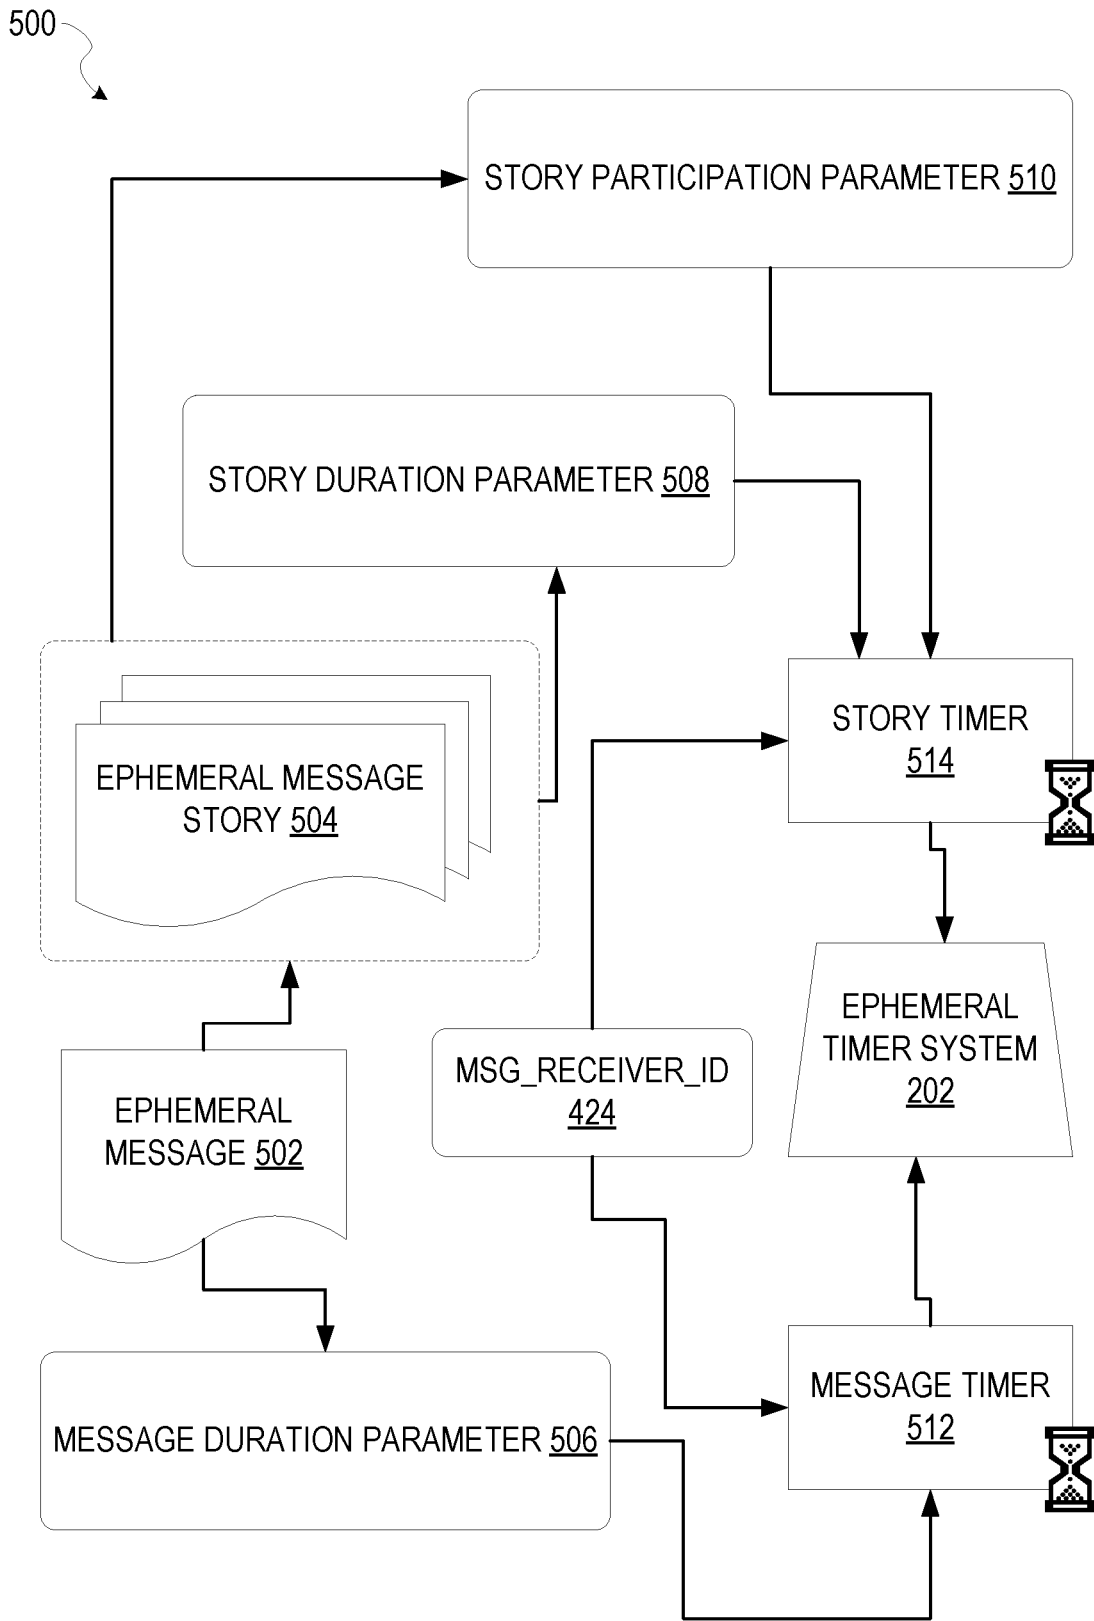 500
STORY PARTICIPATION PARAMETER 510
STORY DURATION PARAMETER 508
EPHEMERAL MESSAGE
STORY 504
STORY TIMER
514
EPHEMERAL
TIMER SYSTEM
202
MSG_RECEIVER_ID
424
EPHEMERAL
MESSAGE 502
MESSAGE DURATION PARAMETER 506
MESSAGE TIMER
512